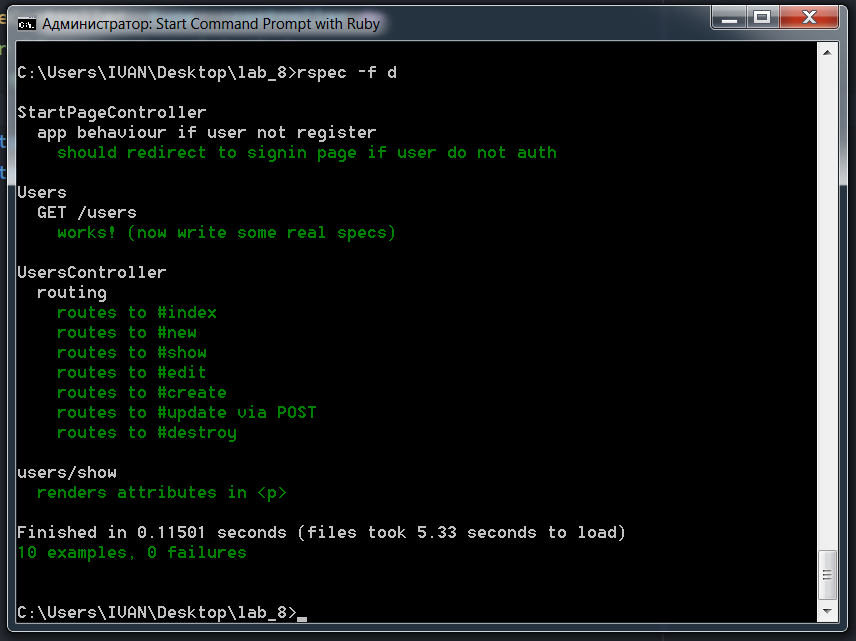 Администратор: Start Command Prompt with Ruby
C:\Users\IVAN\Desktop\lab_8>rspec -f d
StartPageController
app behaviour if user not register
should redirect to signin page if user do not auth
Users
GET /users
works! (now write some real specs)
UsersController
routing
routes to #index
routes to #new
routes to #show
routes to #edit
routes to #create
routes to #update via POST
routes to #destroy
users/show
renders attributes in <p>
Finished in 0.11501 seconds (files took 5.33 seconds to load)
10 examples, 0 failures
C:\Users\IVAN\Desktop\lab_8>